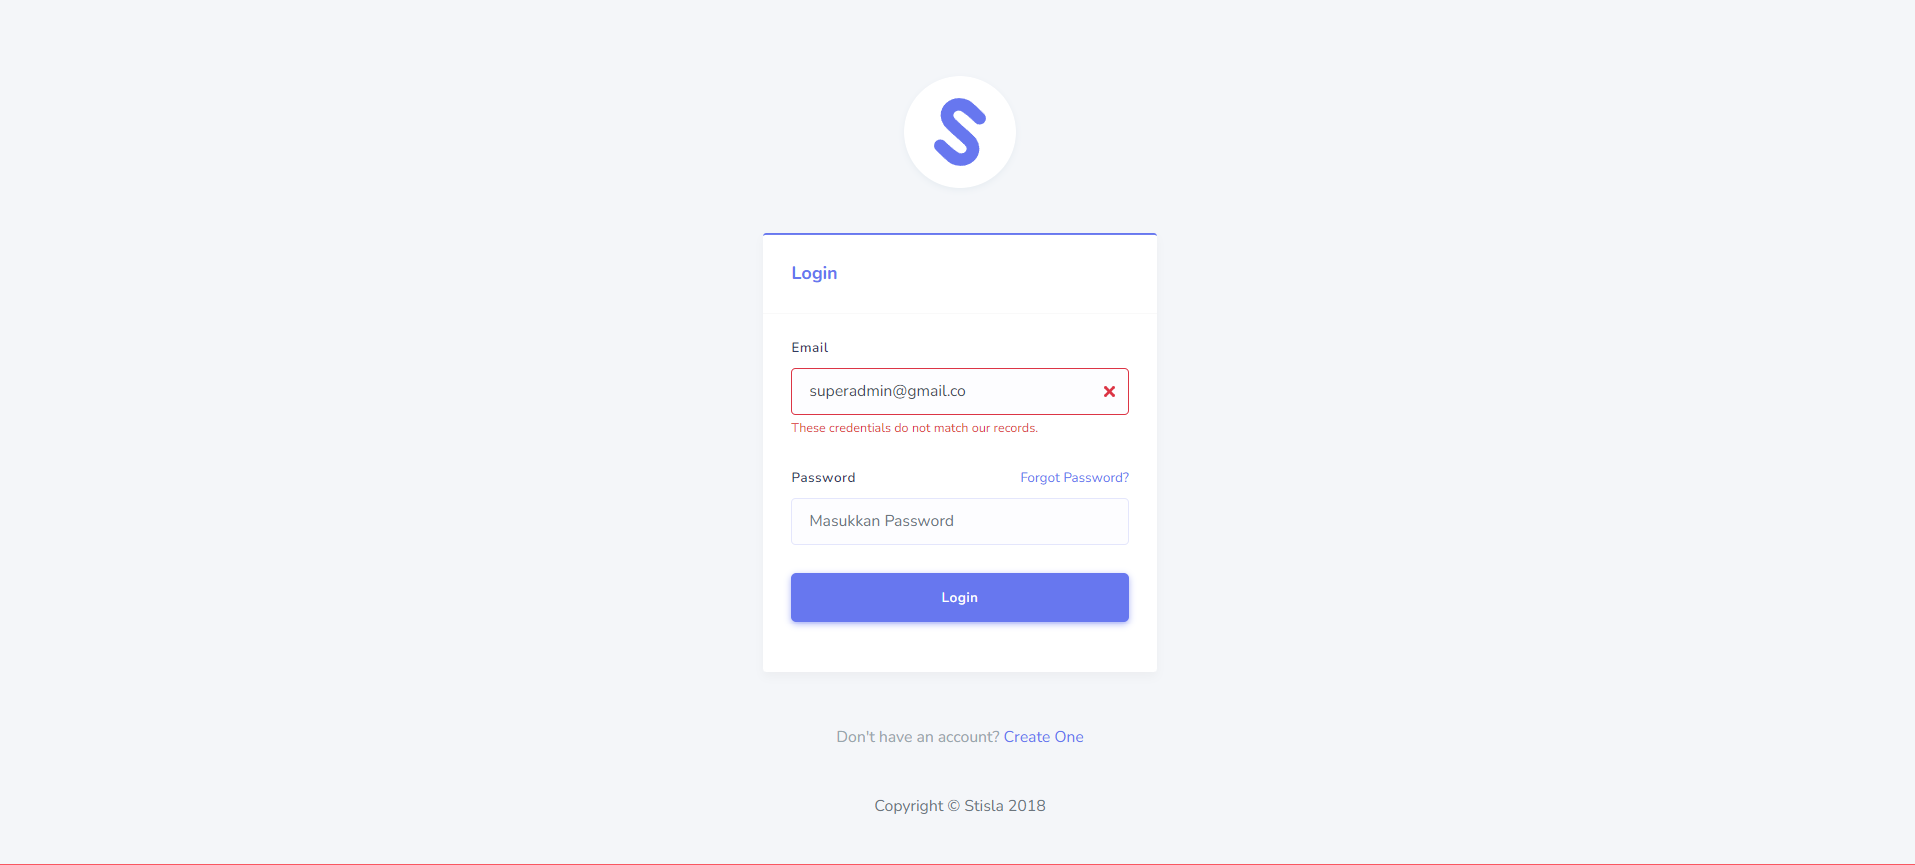 S
Login
Email
superadmin@gmail.co
These credentials do not match our records.
Password Forgot Password?
Masukkan Password
Login
Don't have an account? Create One
Copyright © Stisla 2018